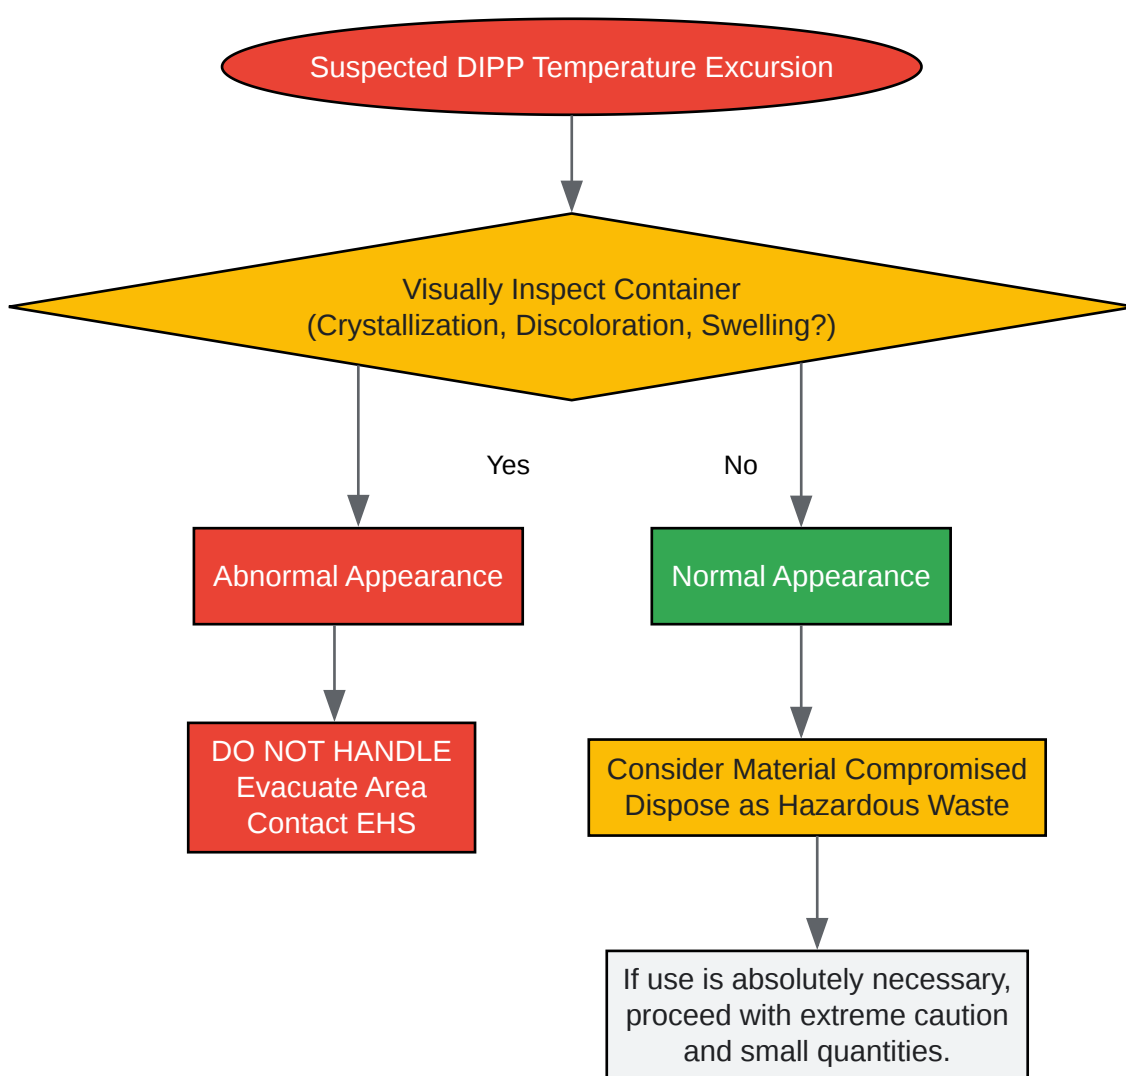 Suspected DIPP Temperature Excursion
Visually Inspect Container
(Crystallization, Discoloration, Swelling?)
Yes
No
Abnormal Appearance
Normal Appearance
DO NOT HANDLE
Evacuate Area
Contact EHS
Consider Material Compromised
Dispose as Hazardous Waste
If use is absolutely necessary,
proceed with extreme caution
and small quantities.